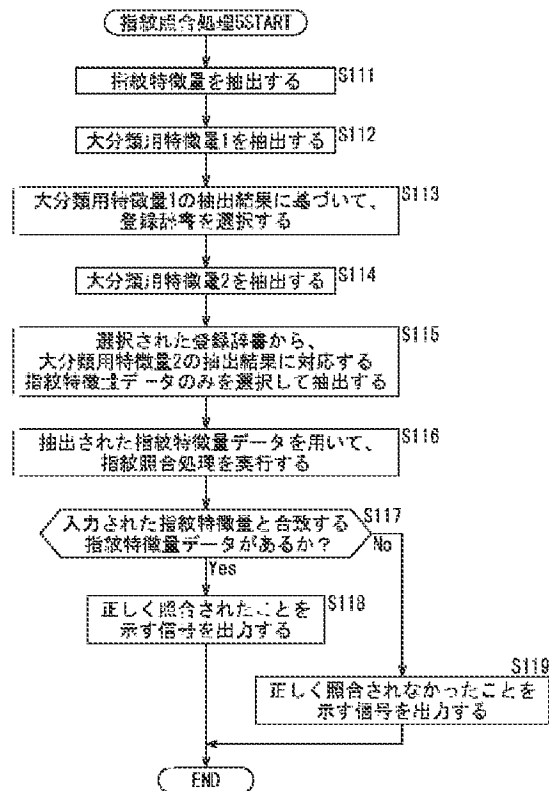 指紋照合処理5START
S111
指紋特徴量を抽出する
S112
大分類用特徴量1を抽出する
S113
大分類用特徴量1の抽出結果に基づいて、
登録辞書を選択する
S114
大分類用特徴量2を抽出する
S115
選択された登録辞書から、
大分類用特徴量2の抽出結果に対応する
指紋特徴量データのみを選択して抽出する
S116
抽出された指紋特徴量データを用いて、
指紋照合処理を実行する
S117
入力された指紋特徴量と合致する
指紋特徴量データがあるか？
No
Yes
S118
正しく照合されたことを
示す信号を出力する
S119
正しく照合されなかったことを
示す信号を出力する
END